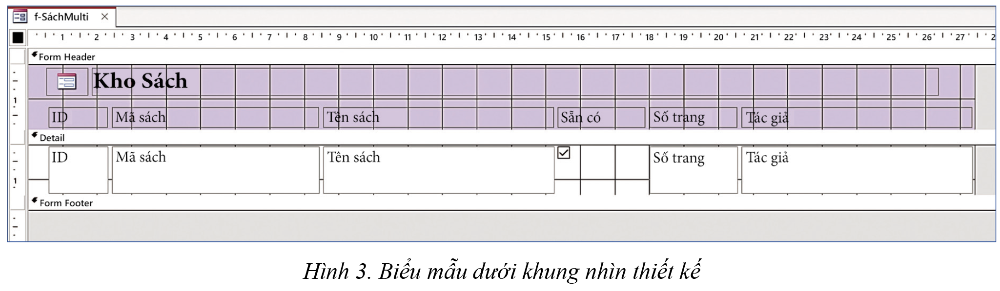 f-SáchMulti ×
1 2 3 4 5 6 7 8 9 10 11 12 13 14 15 16 17 18 19 20 21 22 23 24 25 26 27 2
Form Header
Kho Sách
1
ID Mã sách Tên sách Sẵn có Số trang Tác giả
Detail
ID Mã sách Tên sách Số trang Tác giả
1
Form Footer
Hình 3. Biểu mẫu dưới khung nhìn thiết kế